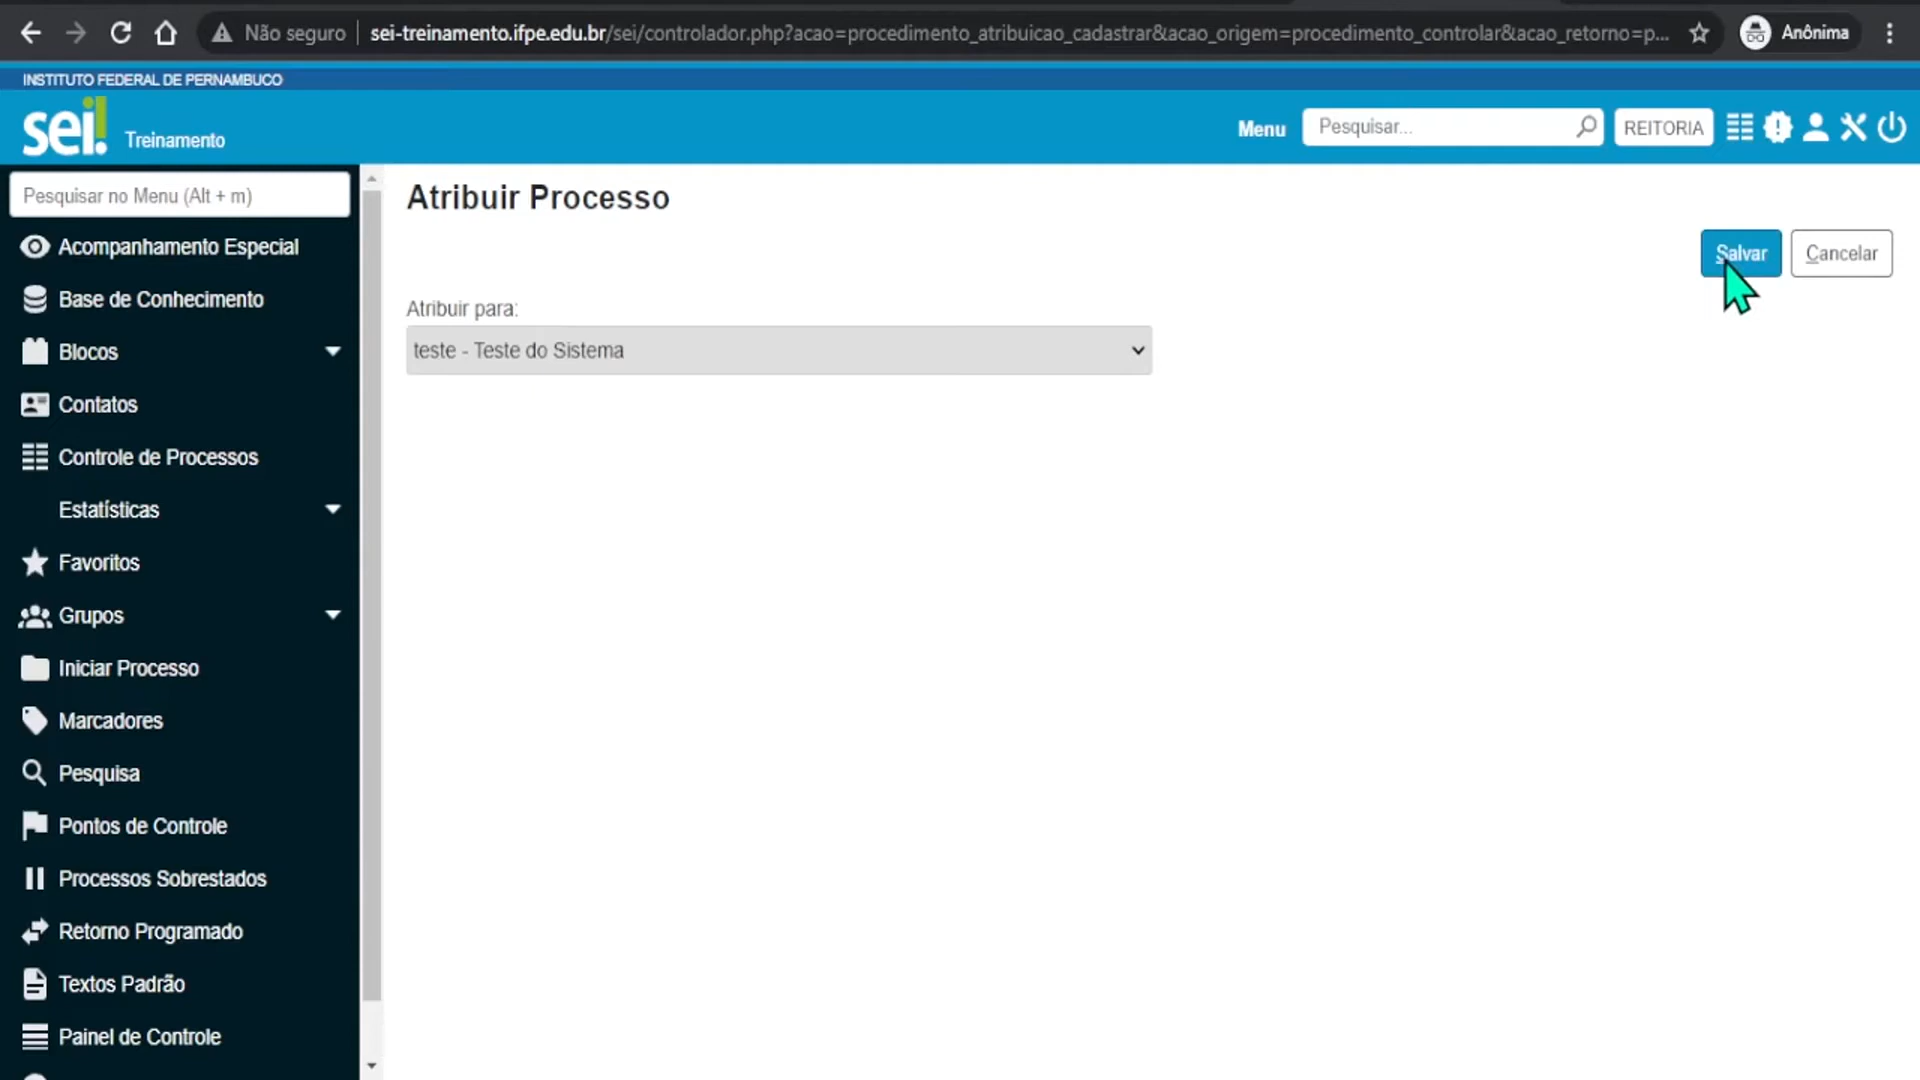 Não seguro
sei-treinamento.ifpe.edu.br/sei/controlador.php?acao=procedimento_atribuicao_cadastrar&acao_origem=procedimento_controlar&acao_retorno=p...
Anônima
INSTITUTO FEDERAL DE PERNAMBUCO
sei!
Treinamento
Menu
Pesquisar...
REITORIA
Pesquisar no Menu (Alt + m)
Acompanhamento Especial
Base de Conhecimento
Blocos
Contatos
Controle de Processos
Estatísticas
Favoritos
Grupos
Iniciar Processo
Marcadores
Pesquisa
Pontos de Controle
Processos Sobrestados
Retorno Programado
Textos Padrão
Painel de Controle
Atribuir Processo
Salvar
Cancelar
Atribuir para:
teste - Teste do Sistema